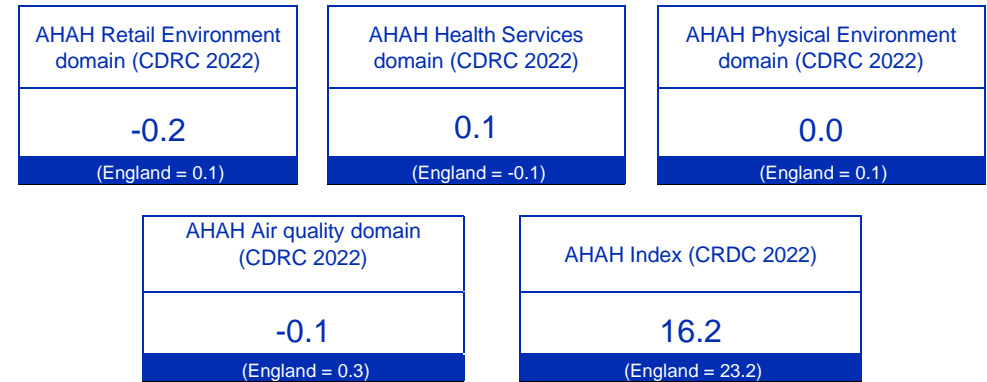 AHAH Retail Environment
domain (CDRC 2022)
-0.2
(England = 0.1)
AHAH Health Services
domain (CDRC 2022)
0.1
(England = -0.1)
AHAH Physical Environment
domain (CDRC 2022)
0.0
(England = 0.1)
AHAH Air quality domain
(CDRC 2022)
-0.1
(England = 0.3)
AHAH Index (CRDC 2022)
16.2
(England = 23.2)